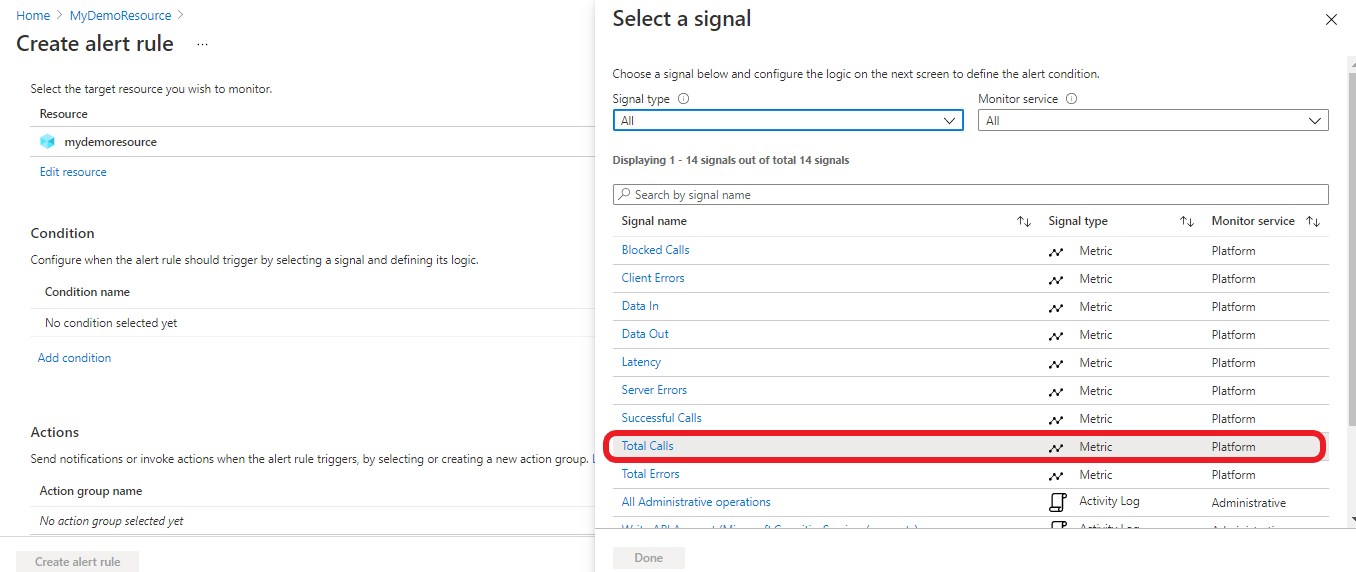 Home > MyDemoResource >
Create alert rule ...
Select the target resource you wish to monitor.
Resource
mydemoresource
Edit resource
Condition
Configure when the alert rule should trigger by selecting a signal and defining its logic.
Condition name
No condition selected yet
Add condition
Actions
Send notifications or invoke actions when the alert rule triggers, by selecting or creating a new action group.
Action group name
No action group selected yet
Create alert rule
Select a signal
Choose a signal below and configure the logic on the next screen to define the alert condition.
Signal type Monitor service
All All
Displaying 1 - 14 signals out of total 14 signals
Search by signal name
Signal name Signal type Monitor service
Blocked Calls Metric Platform
Client Errors Metric Platform
Data In Metric Platform
Data Out Metric Platform
Latency Metric Platform
Server Errors Metric Platform
Successful Calls Metric Platform
Total Calls Metric Platform
Total Errors Metric Platform
All Administrative operations Activity Log Administrative
Done